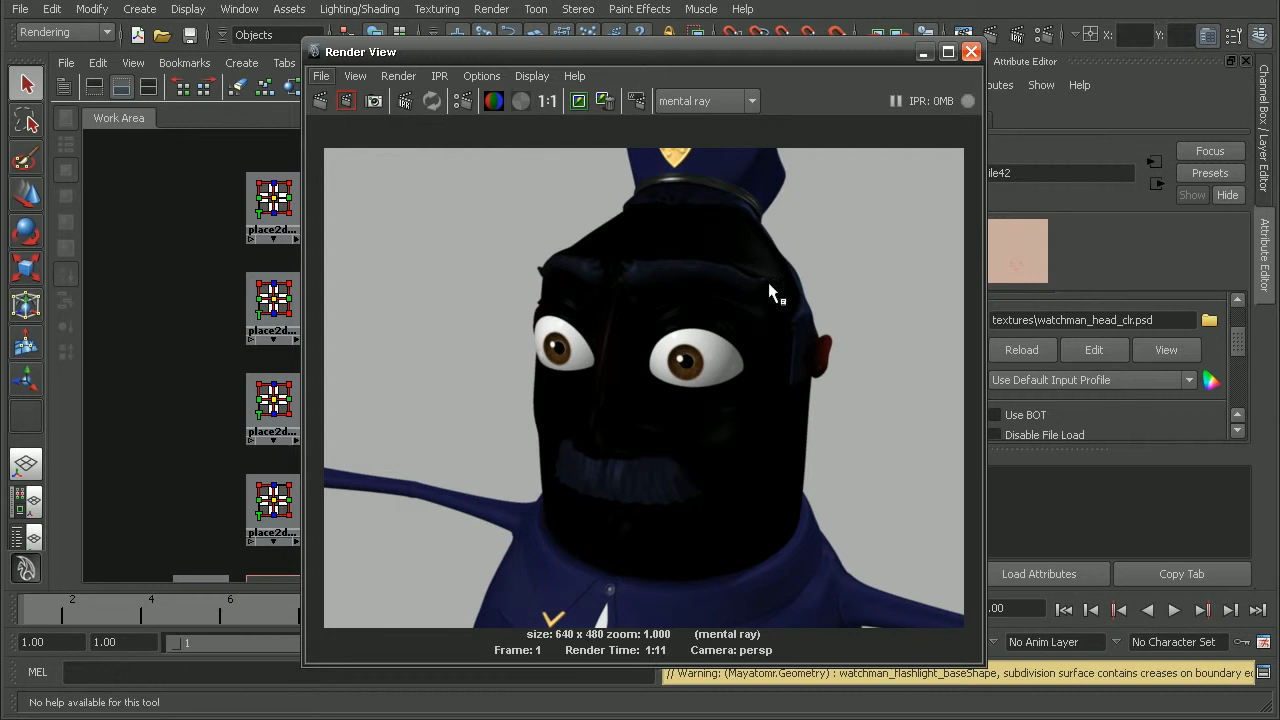 File Edit Modify Create Display Window Assets Lighting/Shading Texturing Render Toon Stereo Paint Effects Muscle Help
Rendering Objects X: Y:
Render View
File Edit View Bookmarks Tabs
File View Render IPR Options Display Help
Attribute Editor
Show Help
1:1 mental ray IPR: 0MB
Work Area
Focus
Presets
Show Hide
Channel Box / Layer Editor
Attribute Editor
place2d...
place2d...
place2d...
place2d...
textures\watchman_head_clr.psd
Reload Edit View
Use Default Input Profile
Use BOT
Disable File Load
Load Attributes Copy Tab
size: 640 x 480 zoom: 1.000 (mental ray)
Frame: 1 Render Time: 1:11 Camera: persp
2 4 6
.00
1.00 1.00 1
No Anim Layer No Character Set
MEL
// Warning: (Mayatomr.Geometry) : watchman_flashlight_baseShape, subdivision surface contains creases on boundary
No help available for this tool